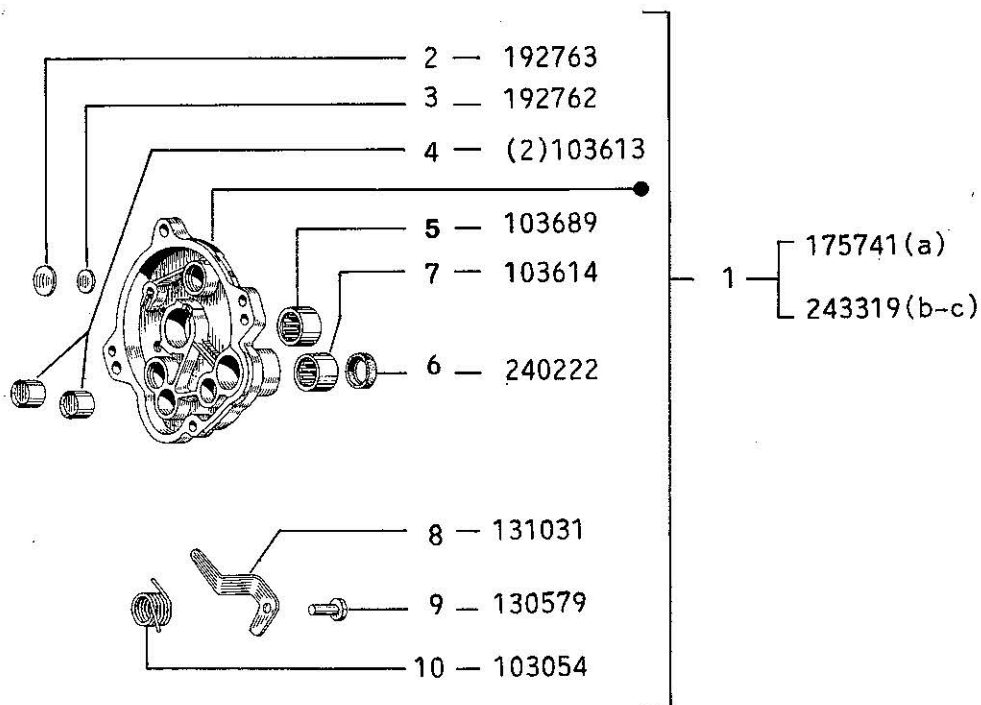 2 — 192763
3 — 192762
4 — (2)103613
5 — 103689
7 — 103614
6 — 240222
1
175741(a)
243319(b-c)
8 — 131031
9 — 130579
10 — 103054